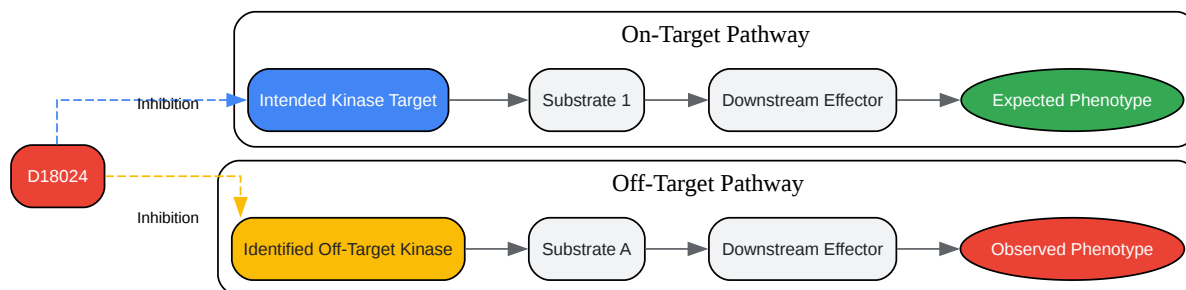 On-Target Pathway
Inhibition
Intended Kinase Target
Substrate 1
Downstream Effector
Expected Phenotype
D18024
Off-Target Pathway
Inhibition
Identified Off-Target Kinase
Substrate A
Downstream Effector
Observed Phenotype